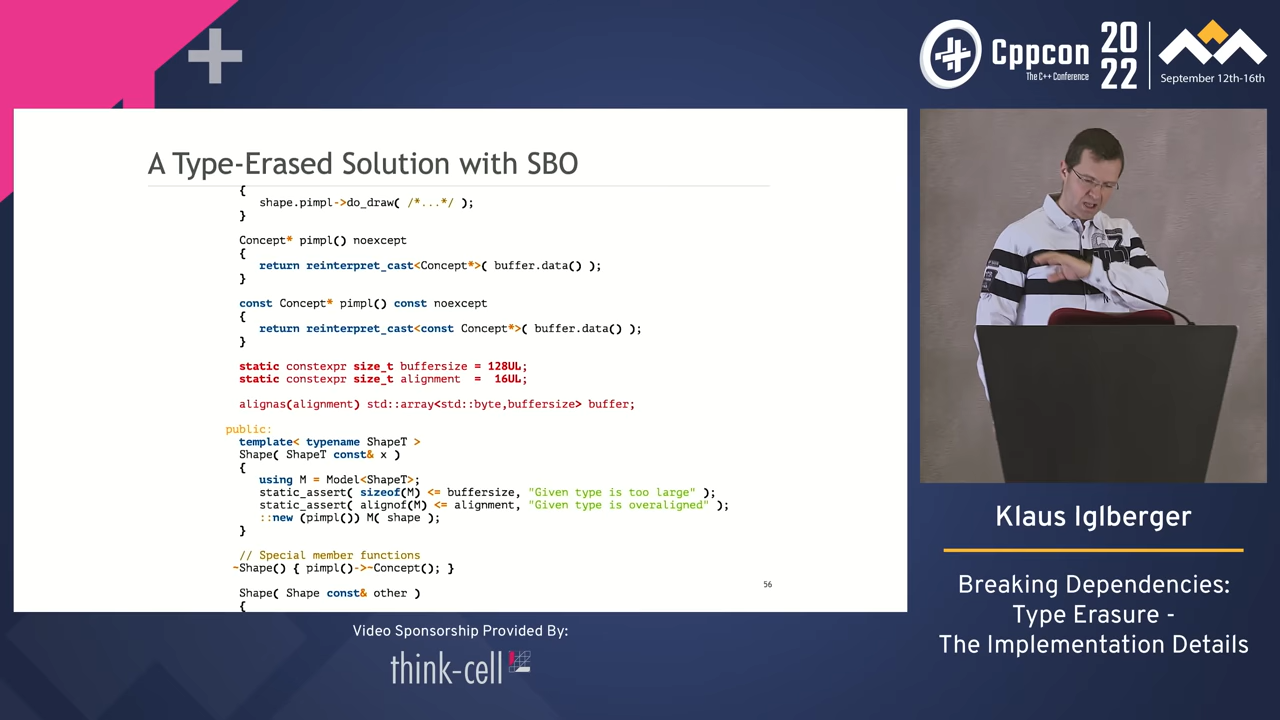 Cppcon
The C++ Conference
20
22
September 12th-16th
A Type-Erased Solution with SBO
{
shape.pimpl->do_draw( /*...*/ );
}
Concept* pimpl() noexcept
{
return reinterpret_cast<Concept*>( buffer.data() );
}
const Concept* pimpl() const noexcept
{
return reinterpret_cast<const Concept*>( buffer.data() );
}
static constexpr size_t buffersize = 128UL;
static constexpr size_t alignment  =  16UL;
alignas(alignment) std::array<std::byte,buffersize> buffer;
public:
template< typename ShapeT >
Shape( ShapeT const& x )
{
using M = Model<ShapeT>;
static_assert( sizeof(M) <= buffersize, "Given type is too large" );
static_assert( alignof(M) <= alignment, "Given type is overaligned" );
::new (pimpl()) M( shape );
}
// Special member functions
~Shape() { pimpl()->~Concept(); }
Shape( Shape const& other )
{
56
Klaus Iglberger
Breaking Dependencies:
Type Erasure -
The Implementation Details
Video Sponsorship Provided By:
think-cell